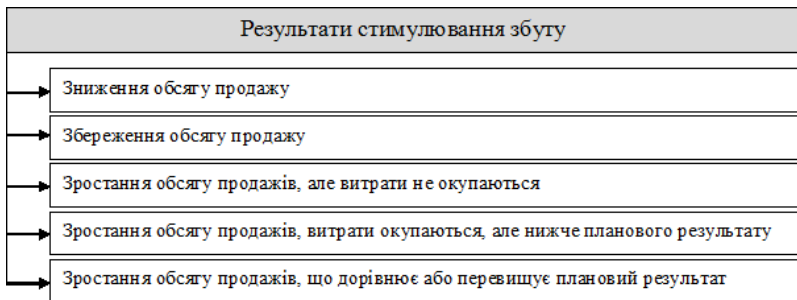 Результати стимулювання збуту
Зниження обсягу продажу
Збереження обсягу продажу
Зростання обсягу продажів, але витрати не окупаються
Зростання обсягу продажів, витрати окупаються, але нижче планового результату
Зростання обсягу продажів, що дорівнює або перевищує плановий результат